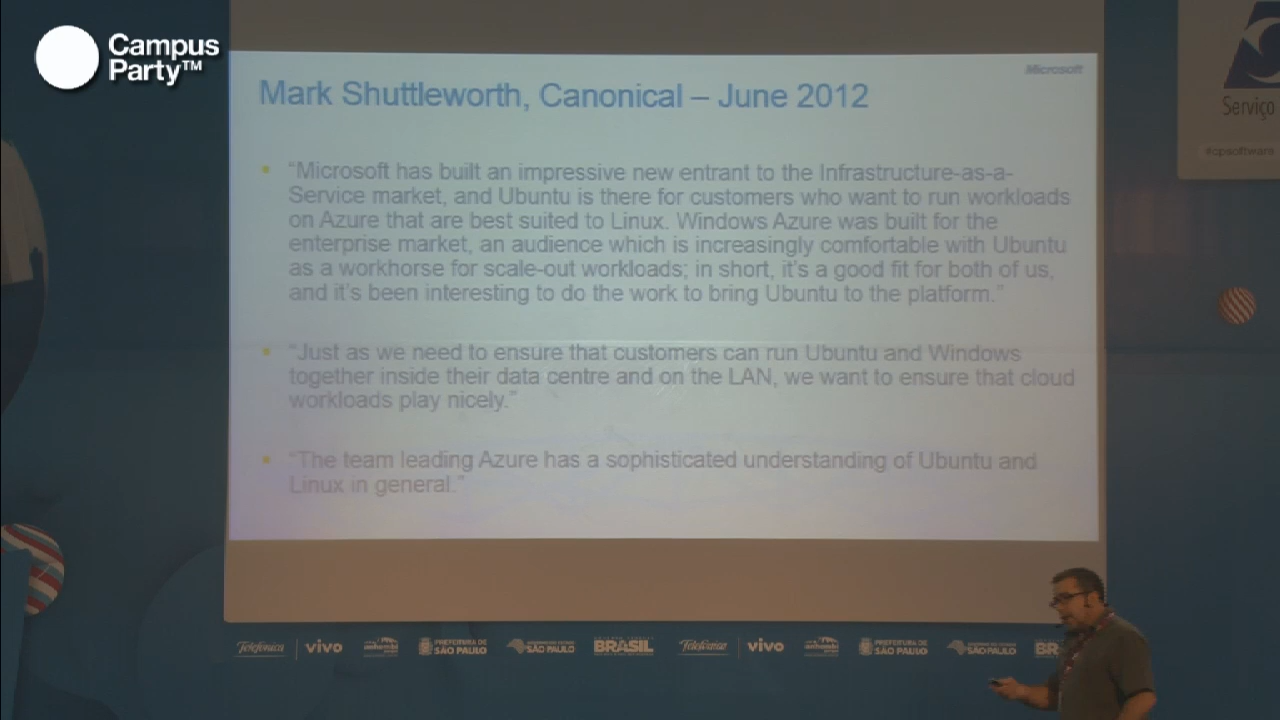 Campus
Party™
Microsoft
Mark Shuttleworth, Canonical – June 2012
Serviço
#cpsoftware
“Microsoft has built an impressive new entrant to the Infrastructure-as-a-
Service market, and Ubuntu is there for customers who want to run workloads
on Azure that are best suited to Linux. Windows Azure was built for the
enterprise market, an audience which is increasingly comfortable with Ubuntu
as a workhorse for scale-out workloads; in short, it’s a good fit for both of us,
and it’s been interesting to do the work to bring Ubuntu to the platform.”
“Just as we need to ensure that customers can run Ubuntu and Windows
together inside their data centre and on the LAN, we want to ensure that cloud
workloads play nicely.”
“The team leading Azure has a sophisticated understanding of Ubuntu and
Linux in general.”
Telefonica vivo anhembi PREFEITURA DE SÃO PAULO SÃO PAULO BRASIL Telefonica vivo anhembi PREFEITURA DE SÃO PAULO SÃO PAULO BR